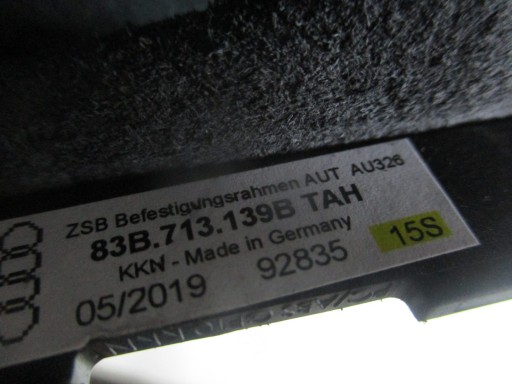 ZSB Befestigungsrahmen AUT AU326
83B.713.139B TAH
KKN - Made in Germany
05/2019 92835 15S